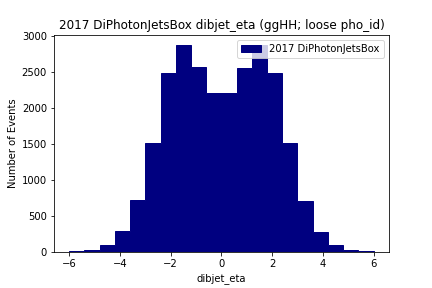 2017 DiPhotonJetsBox dibjet_eta (ggHH; loose pho_id)
2017 DiPhotonJetsBox
Number of Events
3000
2500
2000
1500
1000
500
0
−6 −4 −2 0 2 4 6
dibjet_eta